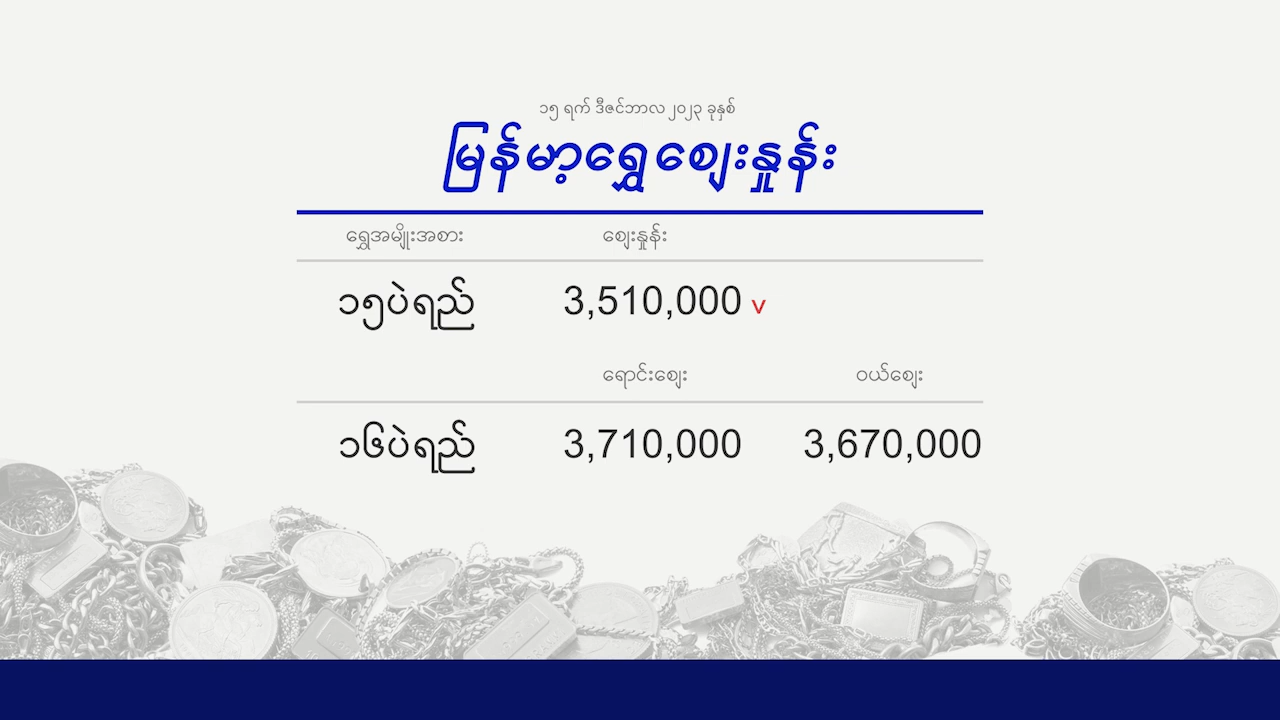 ၁၅ ရက် ဒီဇင်ဘာလ ၂၀၂၃ ခုနှစ်
မြန်မာ့ရွှေဈေးနှုန်း
ရွှေအမျိုးအစား ဈေးနှုန်း
၁၅ပဲရည် 3,510,000 v
ရောင်းဈေး ဝယ်ဈေး
၁၆ပဲရည် 3,710,000 3,670,000